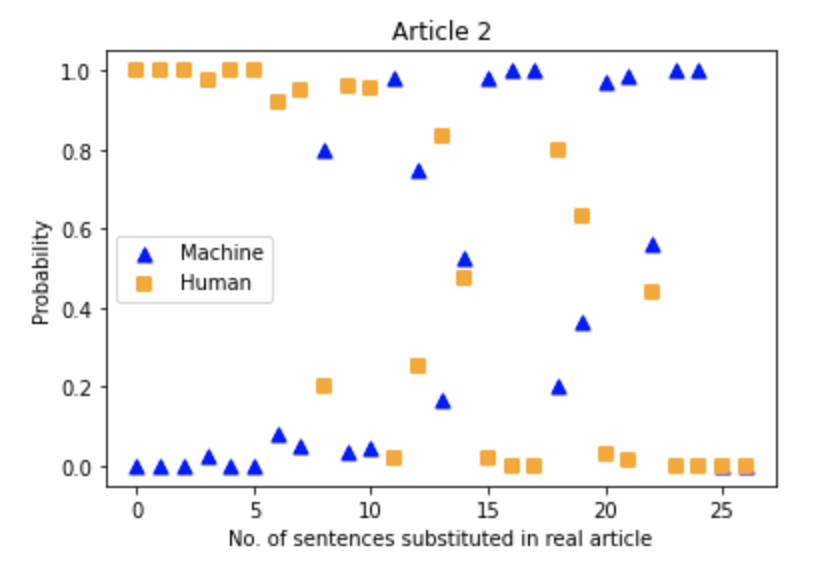 Article 2
1.0
0.8
0.6
0.4
0.2
0.0
Probability
Machine
Human
0 5 10 15 20 25
No. of sentences substituted in real article